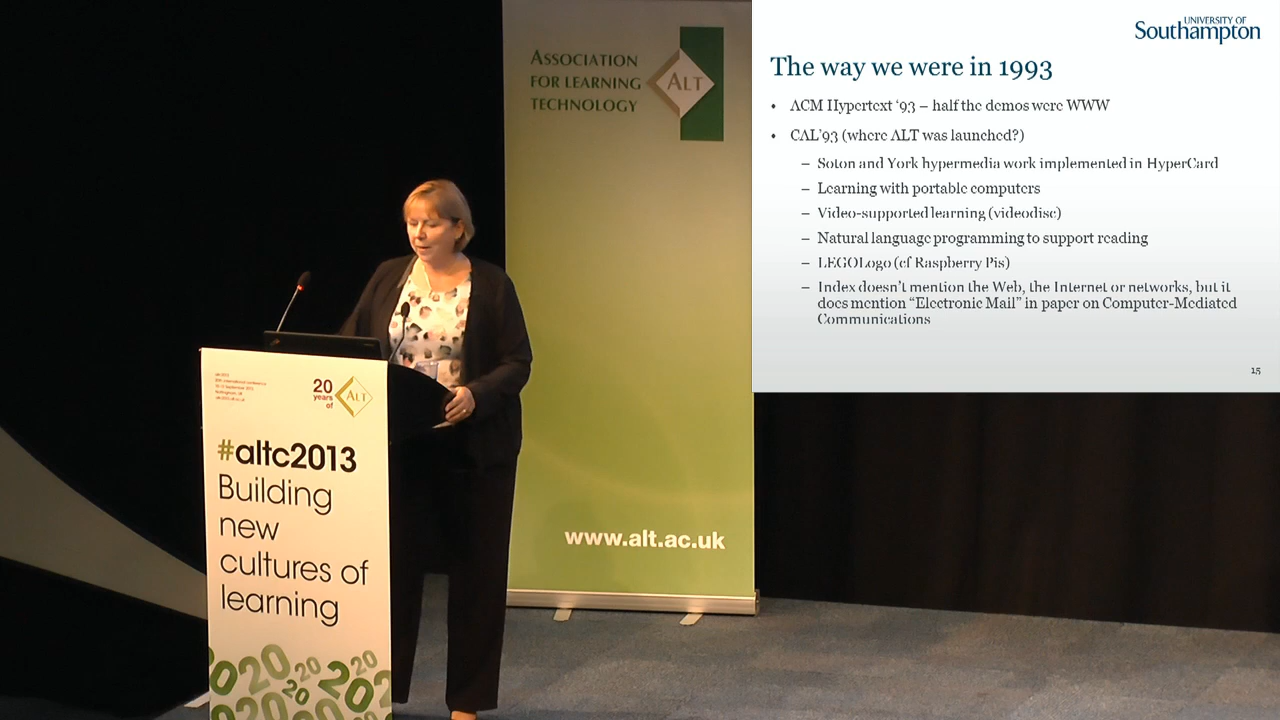 ASSOCIATION
FOR LEARNING
TECHNOLOGY
ALT
www.alt.ac.uk
20
years
of
ALT
#altc2013
Building
new
cultures of
learning
UNIVERSITY OF
Southampton
The way we were in 1993
• ACM Hypertext ‘93 – half the demos were WWW
• CAL’93 (where ALT was launched?)
– Soton and York hypermedia work implemented in HyperCard
– Learning with portable computers
– Video-supported learning (videodisc)
– Natural language programming to support reading
– LEGOLogo (cf Raspberry Pis)
– Index doesn’t mention the Web, the Internet or networks, but it
does mention “Electronic Mail” in paper on Computer-Mediated
Communications
15